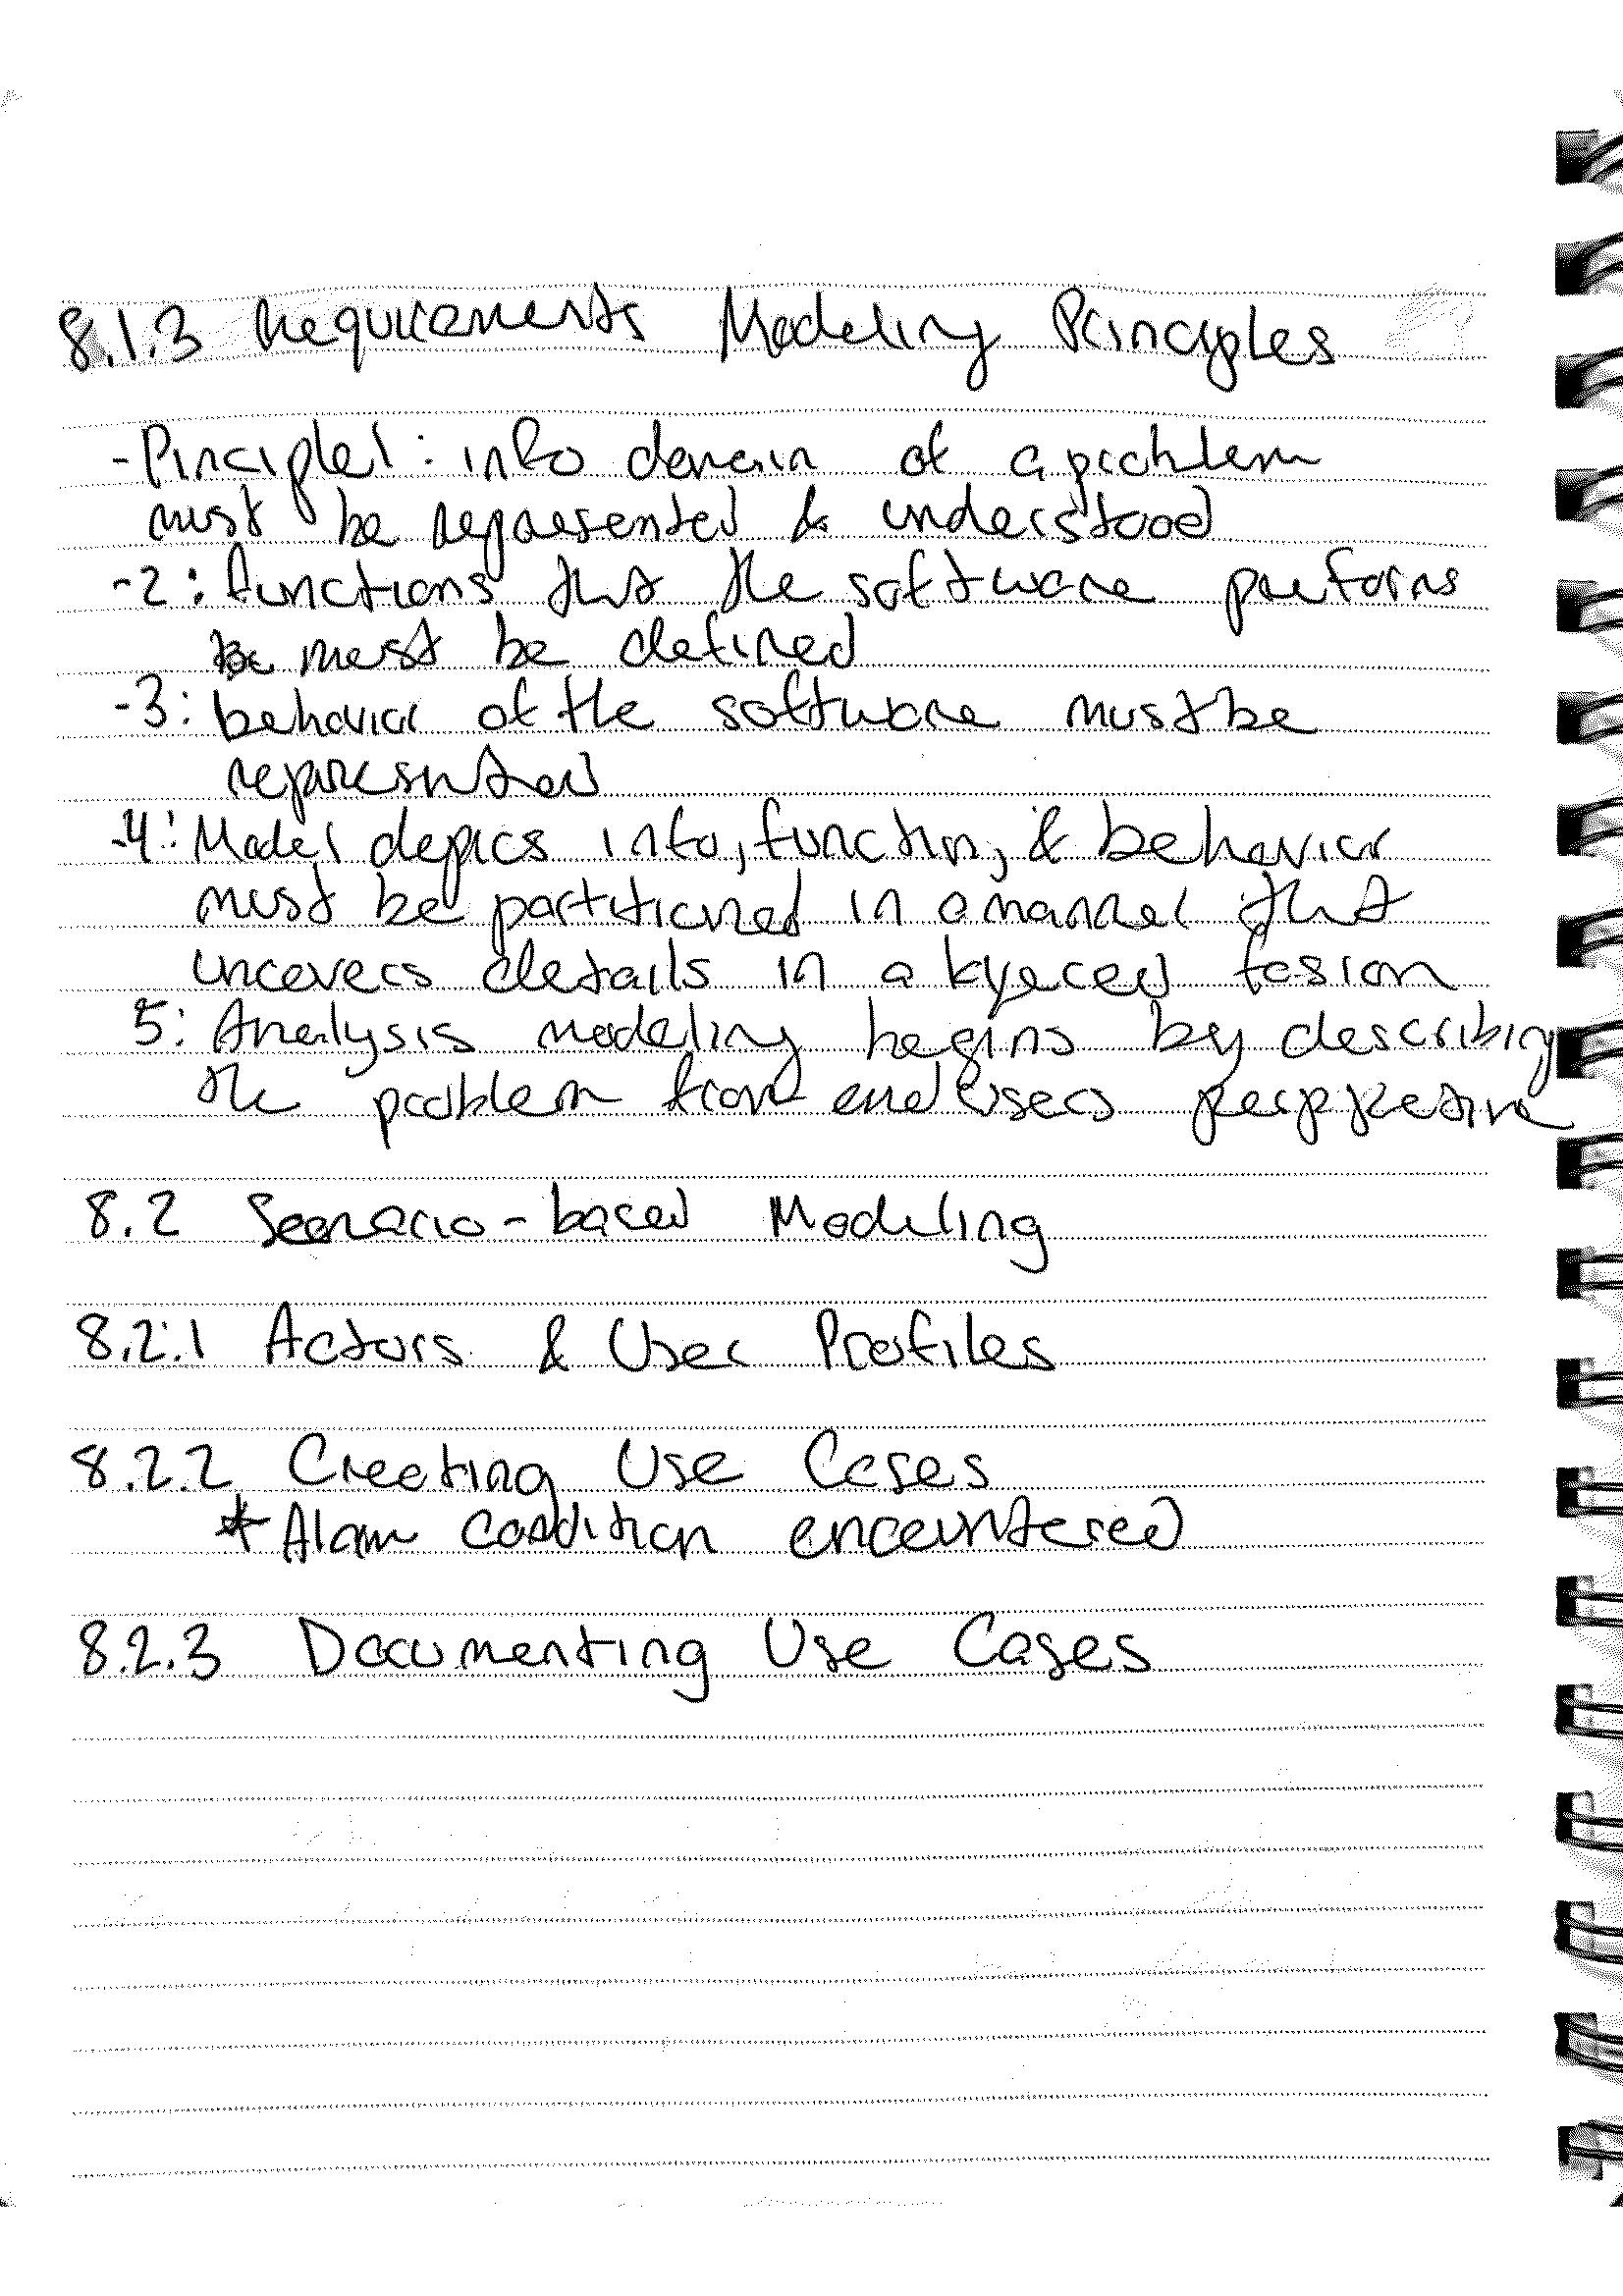 8.1.3 Requirements Modeling Principles
- Pinciple 1 : info domain of a problem
must be represented & understood
- 2 : functions that the software preforms
must be defined
- 3 : behavior of the software must be
represented
- 4 : Model depics info, function, & behavior
must be partitioned in a manner that
uncovers details in a layered fasion
5 : Analysis modeling begins by describing
the problem from end users
8.2 Scenario - based Modeling
8.2.1 Actors & User Profiles
8.2.2 Creating Use Cases
* Alarm condition encountered
8.2.3 Documenting Use Cases